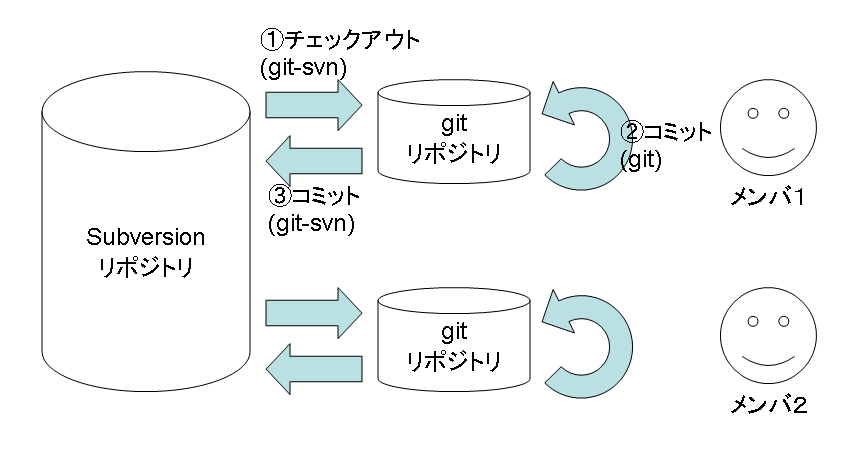 ①チェックアウト
(git-svn)
git
リポジトリ
②コミット
(git)
メンバ１
③コミット
(git-svn)
Subversion
リポジトリ
git
リポジトリ
メンバ２